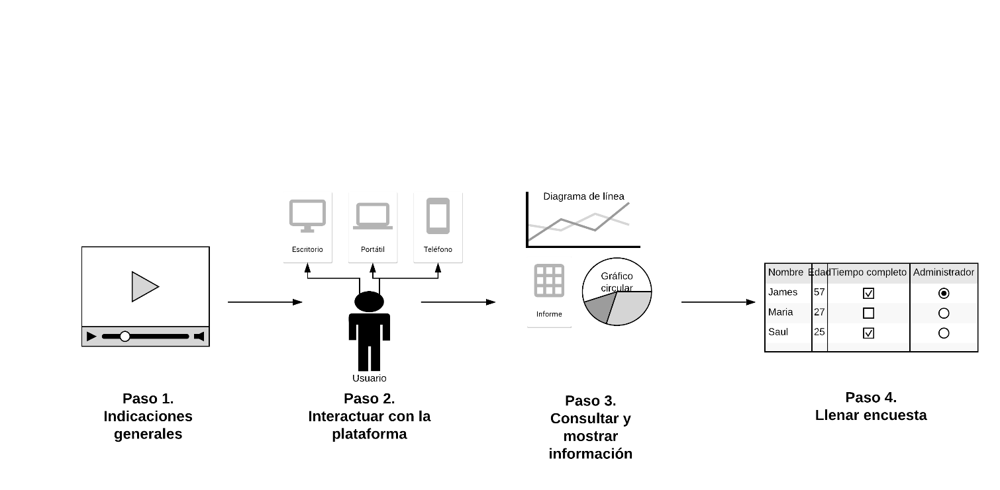 Diagrama de línea
Escritorio
Portátil
Teléfono
Gráfico
circular
Informe
Usuario
Nombre Edad Tiempo completo Administrador
James 57
Maria 27
Saul 25
Paso 1.
Indicaciones
generales
Paso 2.
Interactuar con la
plataforma
Paso 3.
Consultar y
mostrar
información
Paso 4.
Llenar encuesta